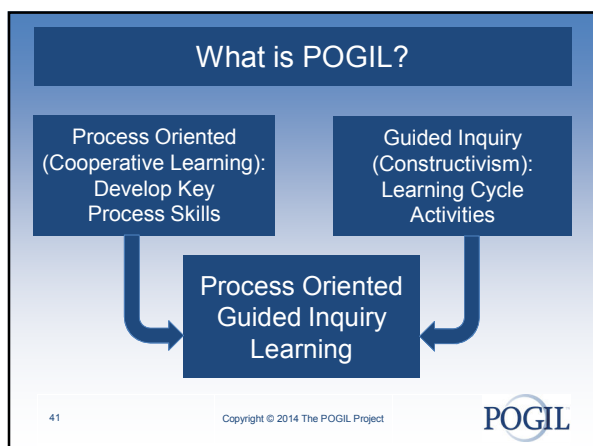 What is POGIL?
Process Oriented
(Cooperative Learning):
Develop Key
Process Skills
Guided Inquiry
(Constructivism):
Learning Cycle
Activities
Process Oriented
Guided Inquiry
Learning
41
Copyright © 2014 The POGIL Project
POGIL